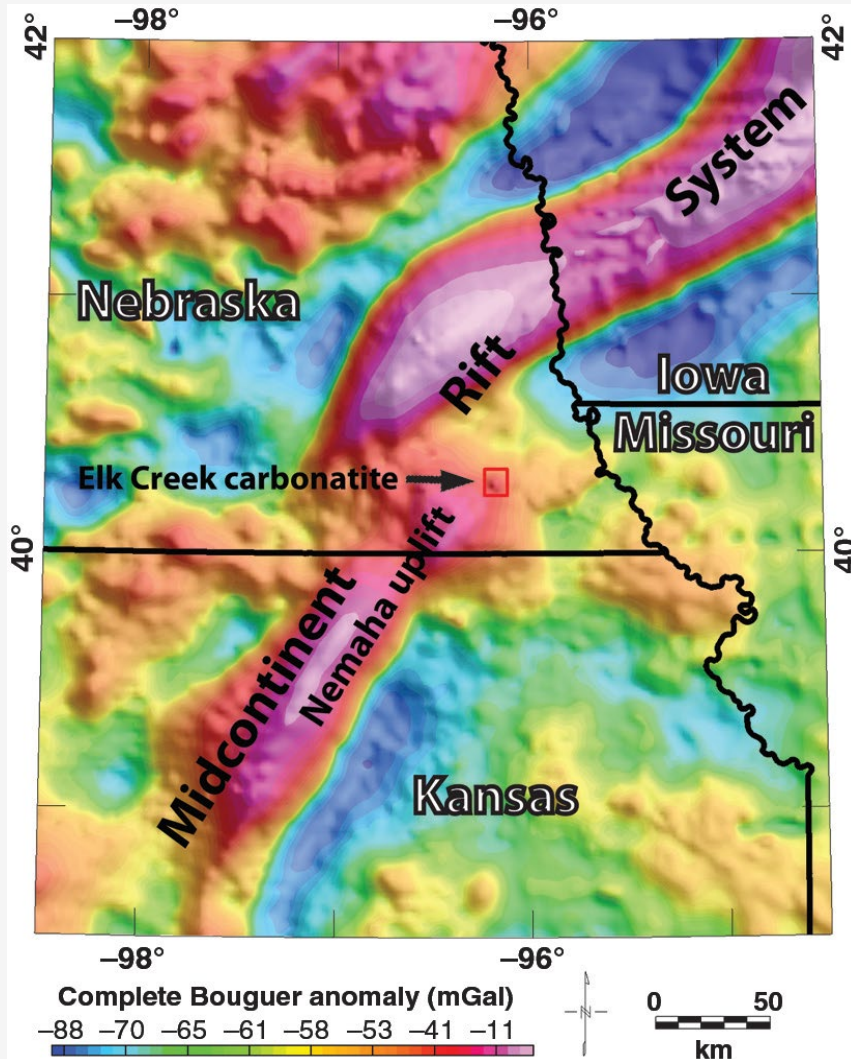 –98° –96°
42° 42°
System
Nebraska
Rift
Iowa
Missouri
Elk Creek carbonatite
40° 40°
Nemaha uplift
Midcontinent
Kansas
–98° –96°
Complete Bouguer anomaly (mGal)
–88 –70 –65 –61 –58 –53 –41 –11
N
0 50
km